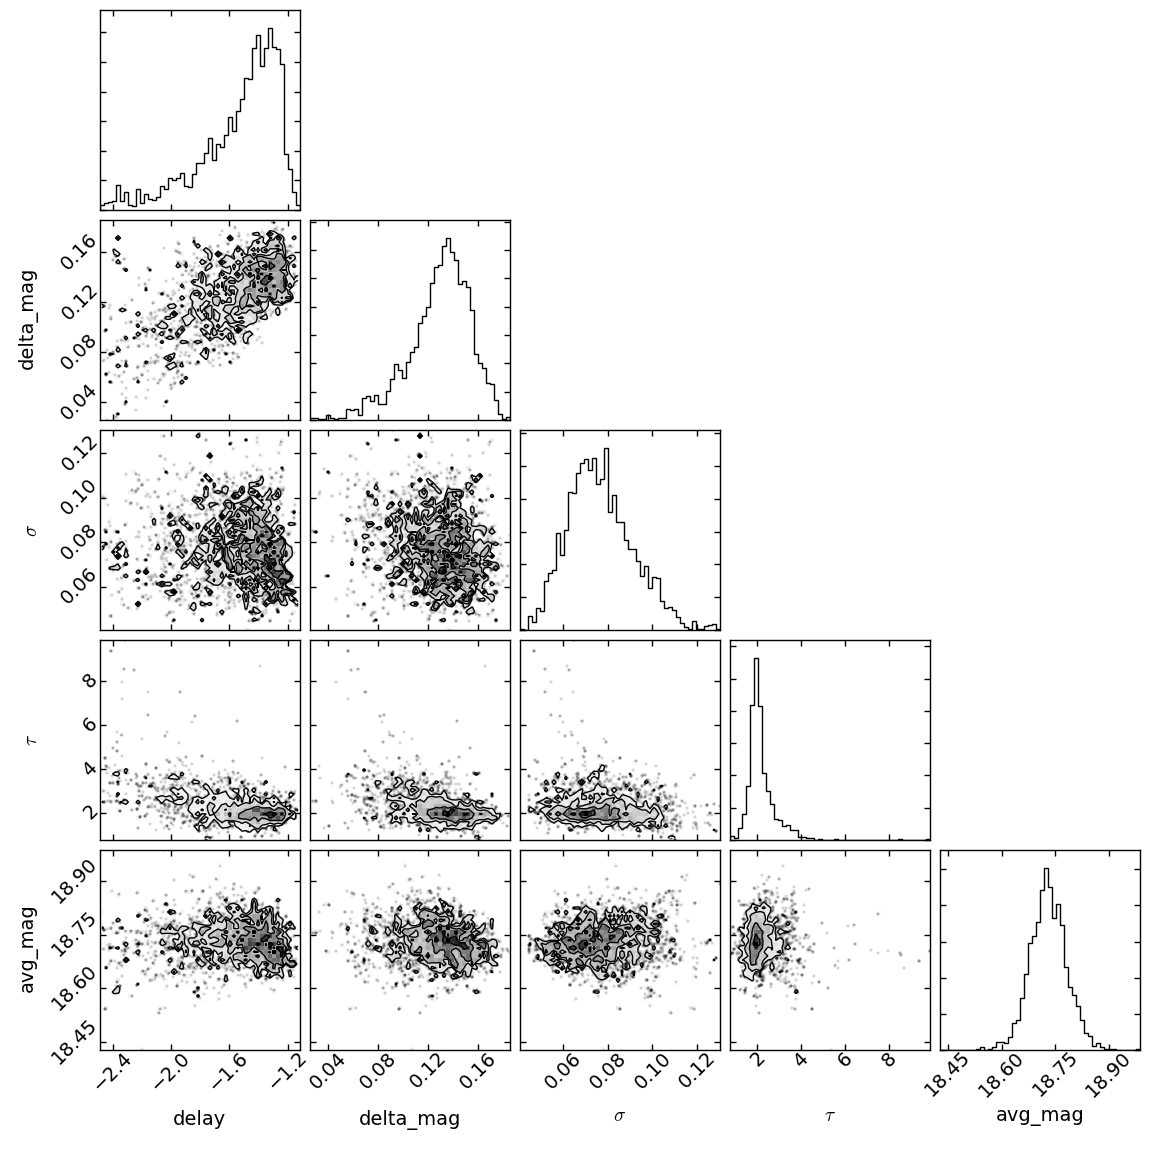 delta_mag
0.16
0.12
0.08
0.04
σ
0.12
0.10
0.08
0.06
τ
8
6
4
2
avg_mag
18.90
18.75
18.60
18.45
−2.4 −2.0 −1.6 −1.2
0.04 0.08 0.12 0.16
0.06 0.08 0.10 0.12
2 4 6 8
18.45 18.60 18.75 18.90
delay delta_mag σ τ avg_mag